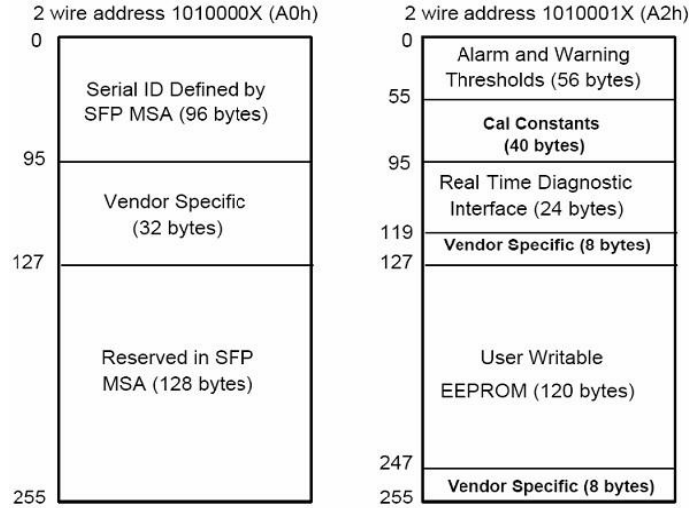 2 wire address 1010000X (A0h)
0
Serial ID Defined by
SFP MSA (96 bytes)
95
Vendor Specific
(32 bytes)
127
Reserved in SFP
MSA (128 bytes)
255
2 wire address 1010001X (A2h)
0
Alarm and Warning
Thresholds (56 bytes)
55
Cal Constants
(40 bytes)
95
Real Time Diagnostic
Interface (24 bytes)
119
Vendor Specific (8 bytes)
127
User Writable
EEPROM (120 bytes)
247
Vendor Specific (8 bytes)
255